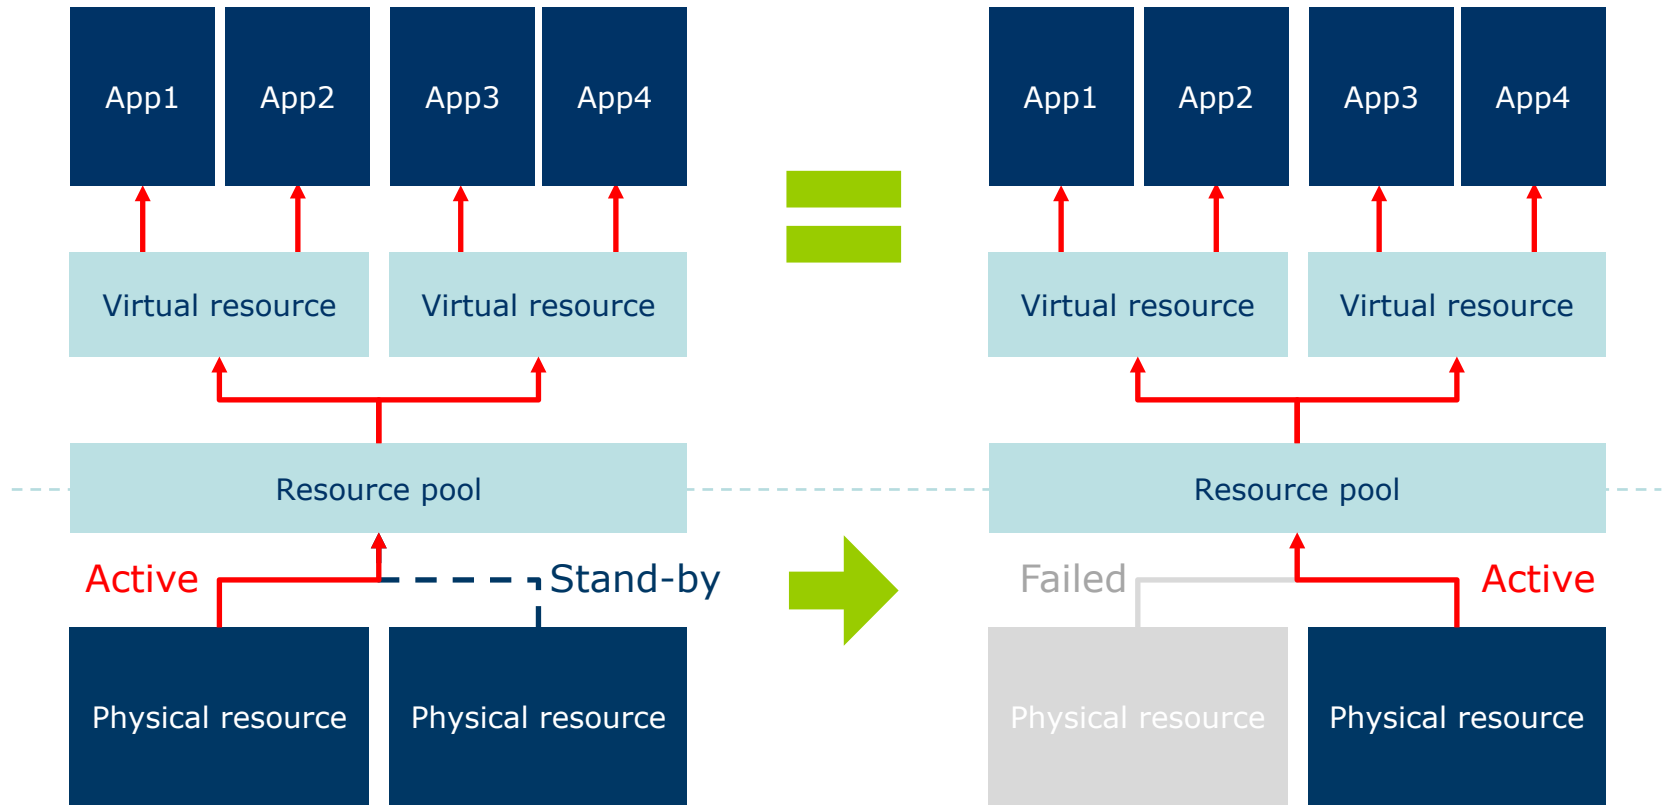 App1
App2
App3
App4
Virtual resource
Virtual resource
Resource pool
Active
Stand-by
Physical resource
Physical resource
App1
App2
App3
App4
Virtual resource
Virtual resource
Resource pool
Failed
Active
Physical resource
Physical resource